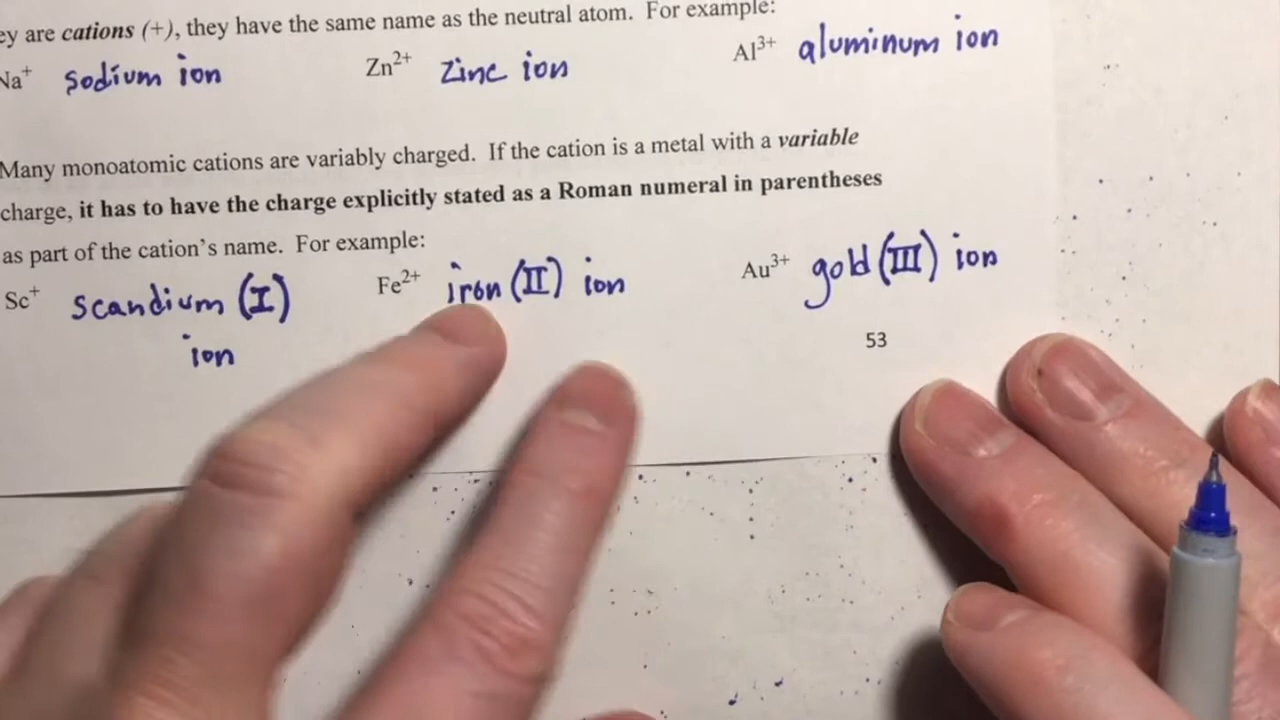 ey are cations (+), they have the same name as the neutral atom. For example:
Na⁺ sodium ion Zn²⁺ zinc ion Al³⁺ aluminum ion
Many monoatomic cations are variably charged. If the cation is a metal with a variable
charge, it has to have the charge explicitly stated as a Roman numeral in parentheses
as part of the cation's name. For example:
Sc⁺ scandium (I) Fe²⁺ iron (II) ion Au³⁺ gold (III) ion
ion
53